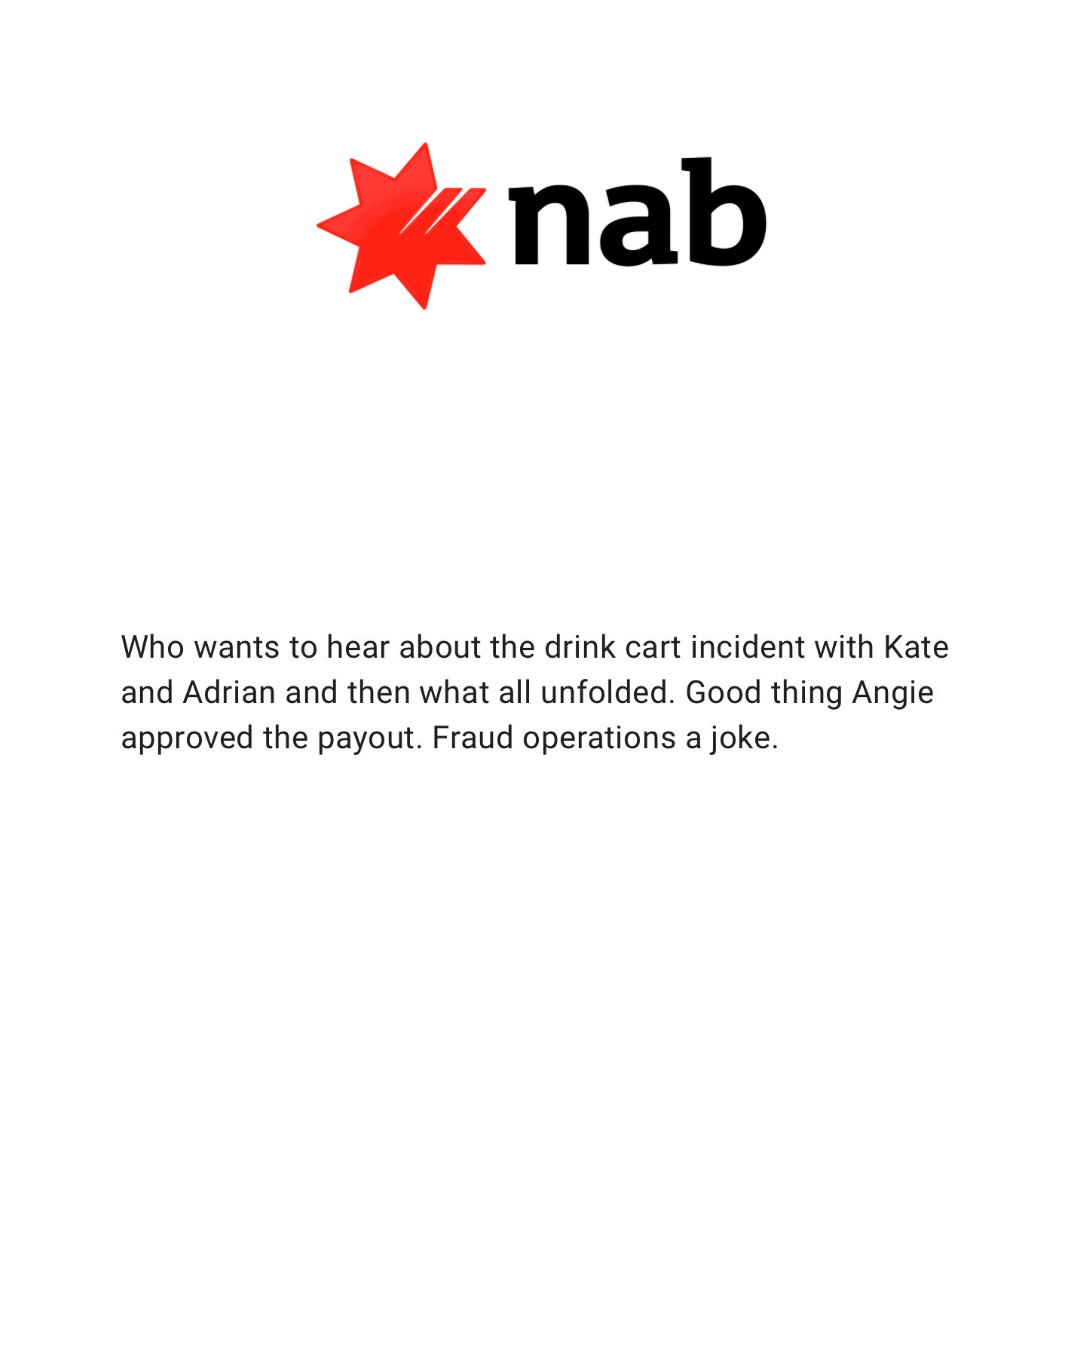 nab
Who wants to hear about the drink cart incident with Kate
and Adrian and then what all unfolded. Good thing Angie
approved the payout. Fraud operations a joke.